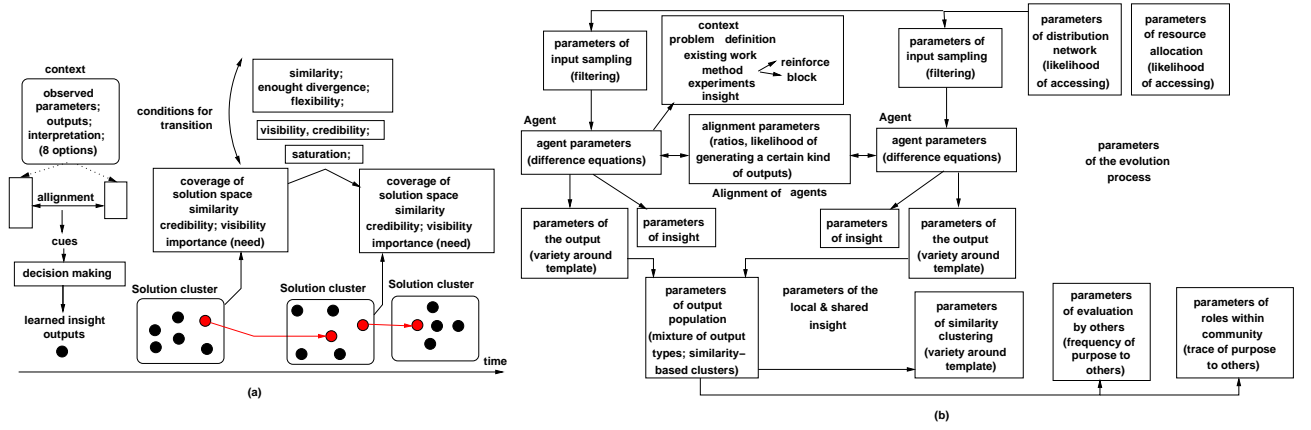 context
observed
parameters;
outputs;
interpretation;
(8 options)
allignment
cues
decision making
learned insight
outputs
conditions for
transition
similarity;
enought divergence;
flexibility;
visibility, credibility;
saturation;
coverage of
solution space
similarity
credibility; visibility
importance (need)
coverage of
solution space
similarity
credibility; visibility
importance (need)
Solution cluster
Solution cluster
Solution cluster
time
(a)
parameters of
input sampling
(filtering)
context
problem definition
existing work
method
experiments
insight
reinforce
block
parameters of
input sampling
(filtering)
parameters
of distribution
network
(likelihood
of accessing)
parameters
of resource
allocation
(likelihood
of accessing)
Agent
agent parameters
(difference equations)
alignment parameters
(ratios, likelihood of
generating a certain kind
of outputs)
Alignment of agents
Agent
agent parameters
(difference equations)
parameters
of the evolution
process
parameters of
the output
(variety around
template)
parameters
of insight
parameters
of insight
parameters of
the output
(variety around
template)
parameters
of output
population
(mixture of output
types; similarity−
based clusters)
parameters of the
local & shared
insight
parameters
of similarity
clustering
(variety around
template)
parameters
of evaluation
by others
(frequency of
purpose to
others)
parameters of
roles within
community
(trace of purpose
to others)
(b)